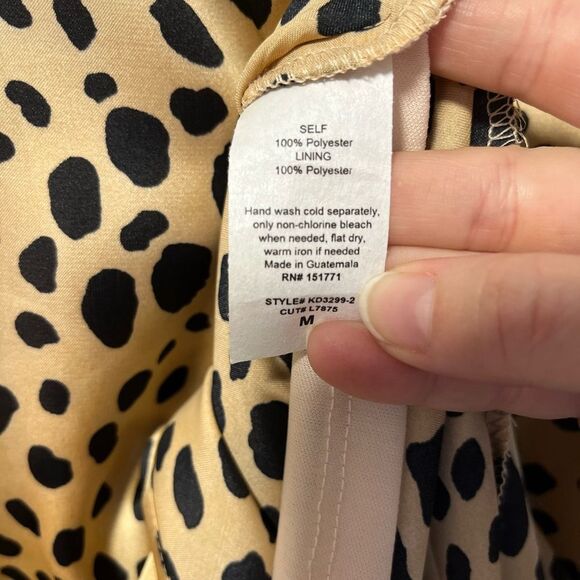 SELF
100% Polyester
LINING
100% Polyester
Hand wash cold separately,
only non-chlorine bleach
when needed, flat dry,
warm iron if needed
Made in Guatemala
RN# 151771
STYLE# KD3299-2
CUT# L7875
M